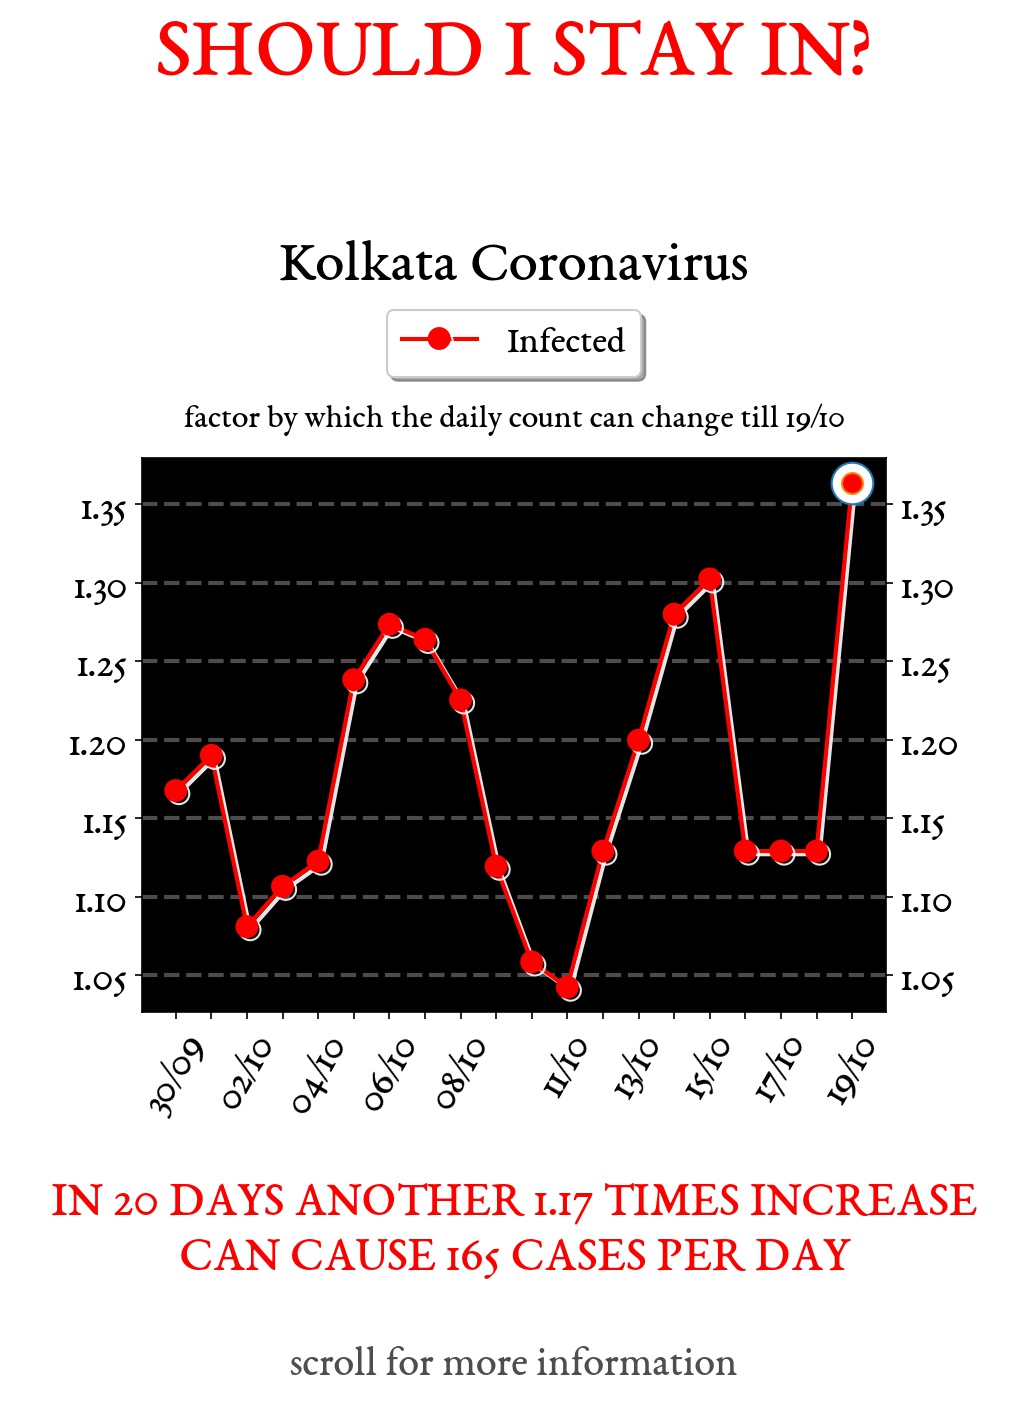 SHOULD I STAY IN?
Kolkata Coronavirus
Infected
factor by which the daily count can change till 19/10
1.35 1.35
1.30 1.30
1.25 1.25
1.20 1.20
1.15 1.15
1.10 1.10
1.05 1.05
30/09 02/10 04/10 06/10 08/10 11/10 13/10 15/10 17/10 19/10
IN 20 DAYS ANOTHER 1.17 TIMES INCREASE
CAN CAUSE 165 CASES PER DAY
scroll for more information